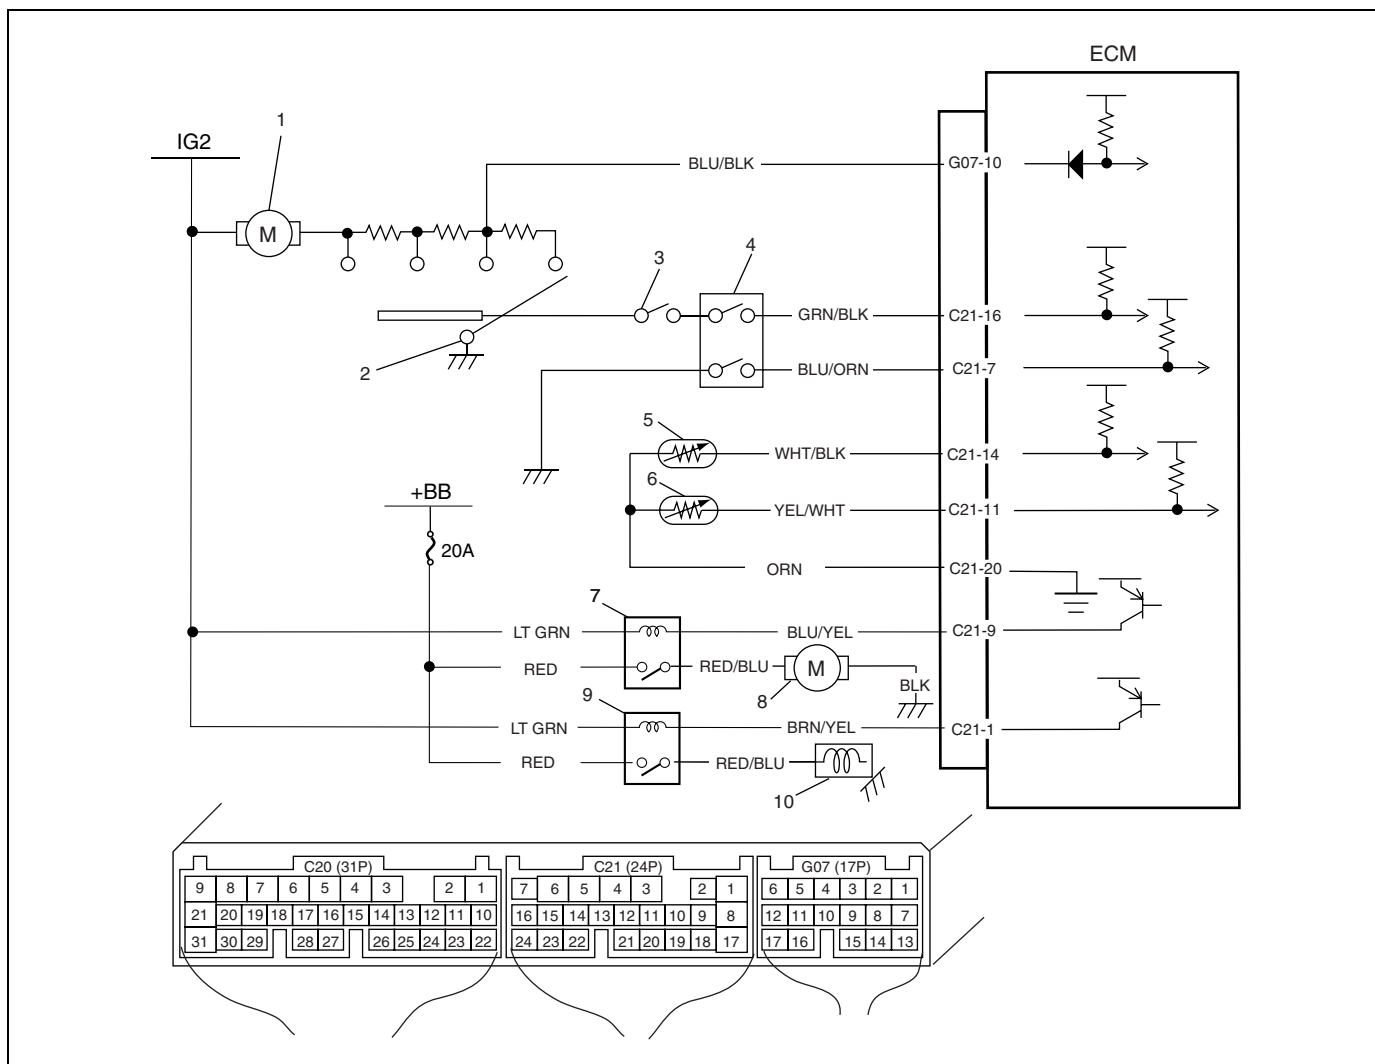 ECM
1
IG2
BLU/BLK
G07-10
M
4
3
GRN/BLK
C21-16
2
BLU/ORN
C21-7
5
WHT/BLK
C21-14
6
+BB
YEL/WHT
C21-11
20A
ORN
C21-20
7
LT GRN
BLU/YEL
C21-9
RED
RED/BLU
M
BLK
9
8
LT GRN
BRN/YEL
C21-1
RED
RED/BLU
10
C20 (31P)
C21 (24P)
G07 (17P)
9 8 7 6 5 4 3 2 1
7 6 5 4 3 2 1
6 5 4 3 2 1
21 20 19 18 17 16 15 14 13 12 11 10
16 15 14 13 12 11 10 9 8
12 11 10 9 8 7
31 30 29 28 27 26 25 24 23 22
24 23 22 21 20 19 18 17
17 16 15 14 13